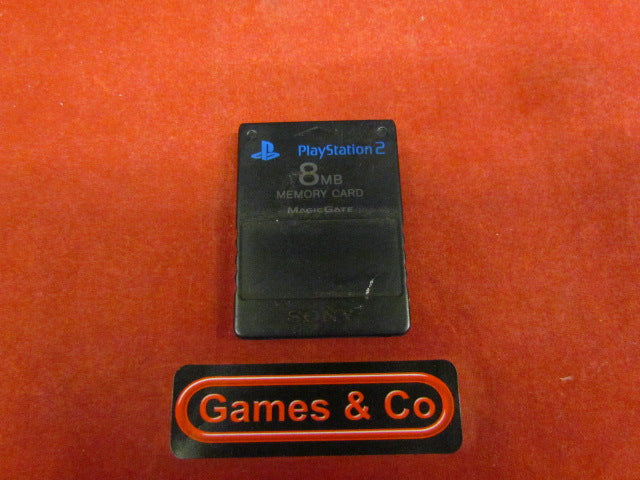 PlayStation 2
8MB
MEMORY CARD
MAGICGATE
SONY
Games & Co